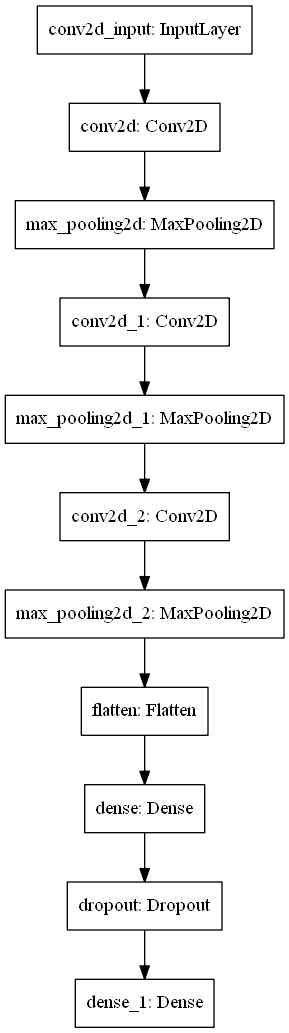 conv2d_input: InputLayer
conv2d: Conv2D
max_pooling2d: MaxPooling2D
conv2d_1: Conv2D
max_pooling2d_1: MaxPooling2D
conv2d_2: Conv2D
max_pooling2d_2: MaxPooling2D
flatten: Flatten
dense: Dense
dropout: Dropout
dense_1: Dense